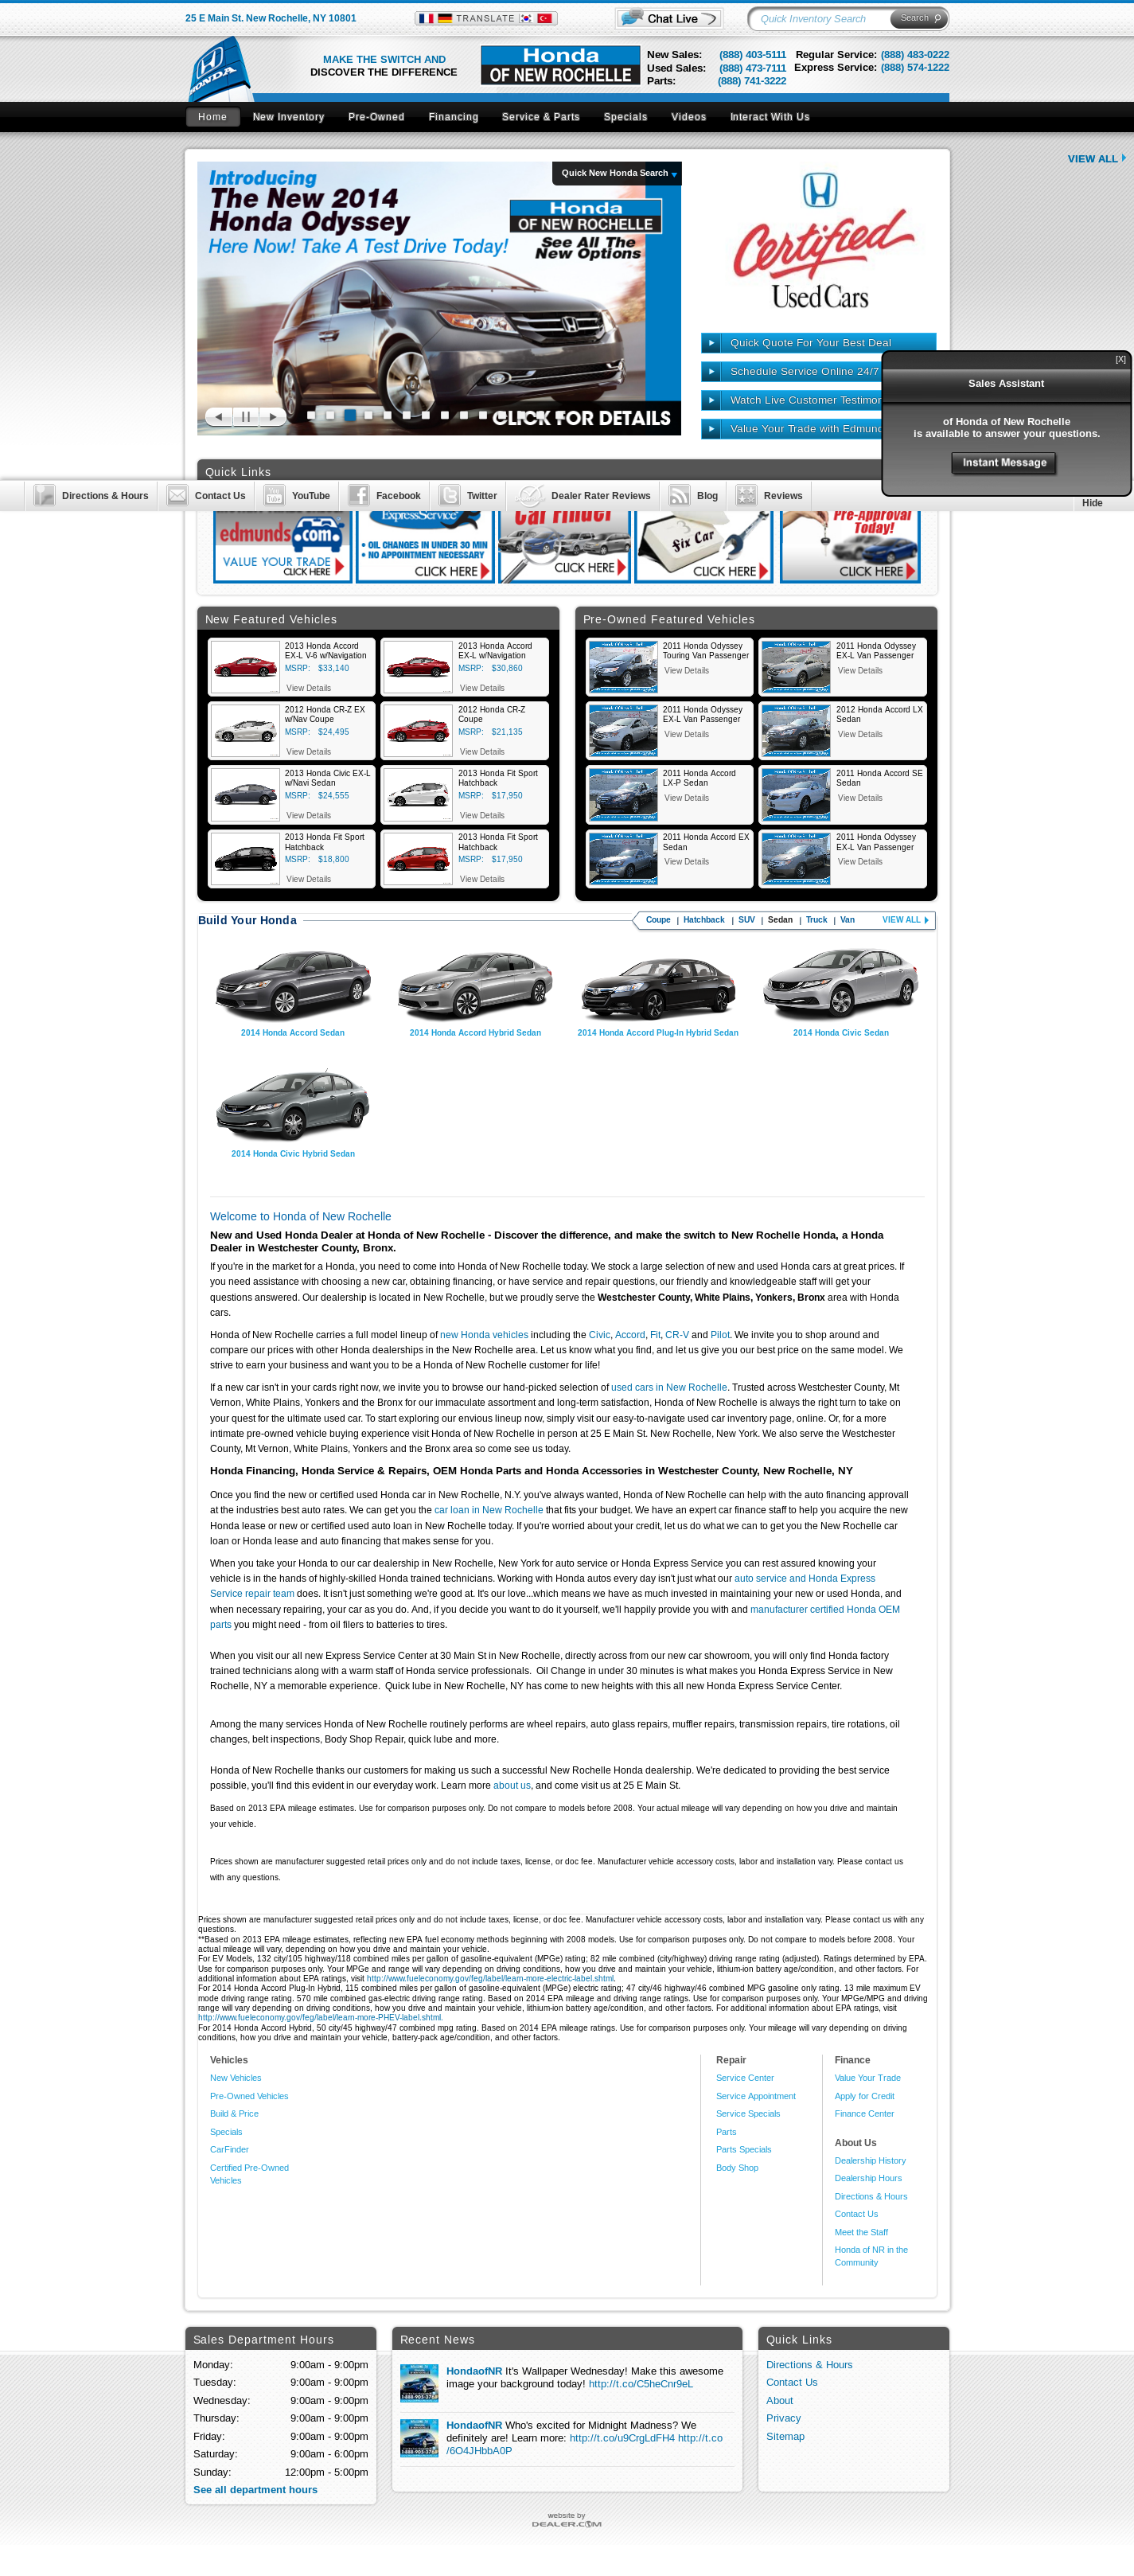 25 E Main St. New Rochelle, NY 10801
TRANSLATE
Chat Live
Quick Inventory Search
Search
HONDA
MAKE THE SWITCH AND
DISCOVER THE DIFFERENCE
Honda
OF NEW ROCHELLE
New Sales: (888) 403-5111
Used Sales: (888) 473-7111
Parts: (888) 741-3222
Regular Service: (888) 483-0222
Express Service: (888) 574-1222
Home New Inventory Pre-Owned Financing Service & Parts Specials Videos Interact With Us
VIEW ALL
Introducing
The New 2014
Honda Odyssey
Here Now! Take A Test Drive Today!
Quick New Honda Search
Honda
OF NEW ROCHELLE
See All The
New Options
CLICK FOR DETAILS
Certified
Used Cars
Quick Quote For Your Best Deal
Schedule Service Online 24/7
Watch Live Customer Testimon
Value Your Trade with Edmund
[X]
Sales Assistant
of Honda of New Rochelle
is available to answer your questions.
Instant Message
Quick Links
Directions & Hours Contact Us YouTube Facebook Twitter Dealer Rater Reviews Blog Reviews
Hide
edmunds.com
VALUE YOUR TRADE
CLICK HERE
ExpressService
• OIL CHANGES IN UNDER 30 MIN
• NO APPOINTMENT NECESSARY
CLICK HERE
Car Finder
CLICK HERE
Fix Car
CLICK HERE
Pre-Approval
Today!
CLICK HERE
New Featured Vehicles
2013 Honda Accord
EX-L V-6 w/Navigation
MSRP: $33,140
View Details
2013 Honda Accord
EX-L w/Navigation
MSRP: $30,860
View Details
2012 Honda CR-Z EX
w/Nav Coupe
MSRP: $24,495
View Details
2012 Honda CR-Z
Coupe
MSRP: $21,135
View Details
2013 Honda Civic EX-L
w/Navi Sedan
MSRP: $24,555
View Details
2013 Honda Fit Sport
Hatchback
MSRP: $17,950
View Details
2013 Honda Fit Sport
Hatchback
MSRP: $18,800
View Details
2013 Honda Fit Sport
Hatchback
MSRP: $17,950
View Details
Pre-Owned Featured Vehicles
2011 Honda Odyssey
Touring Van Passenger
View Details
2011 Honda Odyssey
EX-L Van Passenger
View Details
2011 Honda Odyssey
EX-L Van Passenger
View Details
2012 Honda Accord LX
Sedan
View Details
2011 Honda Accord
LX-P Sedan
View Details
2011 Honda Accord SE
Sedan
View Details
2011 Honda Accord EX
Sedan
View Details
2011 Honda Odyssey
EX-L Van Passenger
View Details
Build Your Honda
Coupe | Hatchback | SUV | Sedan | Truck | Van VIEW ALL
2014 Honda Accord Sedan
2014 Honda Accord Hybrid Sedan
2014 Honda Accord Plug-In Hybrid Sedan
2014 Honda Civic Sedan
2014 Honda Civic Hybrid Sedan
Welcome to Honda of New Rochelle
New and Used Honda Dealer at Honda of New Rochelle - Discover the difference, and make the switch to New Rochelle Honda, a Honda
Dealer in Westchester County, Bronx.
If you're in the market for a Honda, you need to come into Honda of New Rochelle today. We stock a large selection of new and used Honda cars at great prices. If
you need assistance with choosing a new car, obtaining financing, or have service and repair questions, our friendly and knowledgeable staff will get your
questions answered. Our dealership is located in New Rochelle, but we proudly serve the Westchester County, White Plains, Yonkers, Bronx area with Honda
cars.
Honda of New Rochelle carries a full model lineup of new Honda vehicles including the Civic, Accord, Fit, CR-V and Pilot. We invite you to shop around and
compare our prices with other Honda dealerships in the New Rochelle area. Let us know what you find, and let us give you our best price on the same model. We
strive to earn your business and want you to be a Honda of New Rochelle customer for life!
If a new car isn't in your cards right now, we invite you to browse our hand-picked selection of used cars in New Rochelle. Trusted across Westchester County, Mt
Vernon, White Plains, Yonkers and the Bronx for our immaculate assortment and long-term satisfaction, Honda of New Rochelle is always the right turn to take on
your quest for the ultimate used car. To start exploring our envious lineup now, simply visit our easy-to-navigate used car inventory page, online. Or, for a more
intimate pre-owned vehicle buying experience visit Honda of New Rochelle in person at 25 E Main St. New Rochelle, New York. We also serve the Westchester
County, Mt Vernon, White Plains, Yonkers and the Bronx area so come see us today.
Honda Financing, Honda Service & Repairs, OEM Honda Parts and Honda Accessories in Westchester County, New Rochelle, NY
Once you find the new or certified used Honda car in New Rochelle, N.Y. you've always wanted, Honda of New Rochelle can help with the auto financing approvall
at the industries best auto rates. We can get you the car loan in New Rochelle that fits your budget. We have an expert car finance staff to help you acquire the new
Honda lease or new or certified used auto loan in New Rochelle today. If you're worried about your credit, let us do what we can to get you the New Rochelle car
loan or Honda lease and auto financing that makes sense for you.
When you take your Honda to our car dealership in New Rochelle, New York for auto service or Honda Express Service you can rest assured knowing your
vehicle is in the hands of highly-skilled Honda trained technicians. Working with Honda autos every day isn't just what our auto service and Honda Express
Service repair team does. It isn't just something we're good at. It's our love...which means we have as much invested in maintaining your new or used Honda, and
when necessary repairing, your car as you do. And, if you decide you want to do it yourself, we'll happily provide you with and manufacturer certified Honda OEM
parts you might need - from oil filers to batteries to tires.
When you visit our all new Express Service Center at 30 Main St in New Rochelle, directly across from our new car showroom, you will only find Honda factory
trained technicians along with a warm staff of Honda service professionals. Oil Change in under 30 minutes is what makes you Honda Express Service in New
Rochelle, NY a memorable experience. Quick lube in New Rochelle, NY has come to new heights with this all new Honda Express Service Center.
Among the many services Honda of New Rochelle routinely performs are wheel repairs, auto glass repairs, muffler repairs, transmission repairs, tire rotations, oil
changes, belt inspections, Body Shop Repair, quick lube and more.
Honda of New Rochelle thanks our customers for making us such a successful New Rochelle Honda dealership. We're dedicated to providing the best service
possible, you'll find this evident in our everyday work. Learn more about us, and come visit us at 25 E Main St.
Based on 2013 EPA mileage estimates. Use for comparison purposes only. Do not compare to models before 2008. Your actual mileage will vary depending on how you drive and maintain
your vehicle.
Prices shown are manufacturer suggested retail prices only and do not include taxes, license, or doc fee. Manufacturer vehicle accessory costs, labor and installation vary. Please contact us
with any questions.
Prices shown are manufacturer suggested retail prices only and do not include taxes, license, or doc fee. Manufacturer vehicle accessory costs, labor and installation vary. Please contact us with any
questions.
**Based on 2013 EPA mileage estimates, reflecting new EPA fuel economy methods beginning with 2008 models. Use for comparison purposes only. Do not compare to models before 2008. Your
actual mileage will vary, depending on how you drive and maintain your vehicle.
For EV Models, 132 city/105 highway/118 combined miles per gallon of gasoline-equivalent (MPGe) rating; 82 mile combined (city/highway) driving range rating (adjusted). Ratings determined by EPA.
Use for comparison purposes only. Your MPGe and range will vary depending on driving conditions, how you drive and maintain your vehicle, lithium-ion battery age/condition, and other factors. For
additional information about EPA ratings, visit http://www.fueleconomy.gov/feg/label/learn-more-electric-label.shtml.
For 2014 Honda Accord Plug-In Hybrid, 115 combined miles per gallon of gasoline-equivalent (MPGe) electric rating; 47 city/46 highway/46 combined MPG gasoline only rating. 13 mile maximum EV
mode driving range rating. 570 mile combined gas-electric driving range rating. Based on 2014 EPA mileage and driving range ratings. Use for comparison purposes only. Your MPGe/MPG and driving
range will vary depending on driving conditions, how you drive and maintain your vehicle, lithium-ion battery age/condition, and other factors. For additional information about EPA ratings, visit
http://www.fueleconomy.gov/feg/label/learn-more-PHEV-label.shtml.
For 2014 Honda Accord Hybrid, 50 city/45 highway/47 combined mpg rating. Based on 2014 EPA mileage ratings. Use for comparison purposes only. Your mileage will vary depending on driving
conditions, how you drive and maintain your vehicle, battery-pack age/condition, and other factors.
Vehicles
New Vehicles
Pre-Owned Vehicles
Build & Price
Specials
CarFinder
Certified Pre-Owned
Vehicles
Repair
Service Center
Service Appointment
Service Specials
Parts
Parts Specials
Body Shop
Finance
Value Your Trade
Apply for Credit
Finance Center
About Us
Dealership History
Dealership Hours
Directions & Hours
Contact Us
Meet the Staff
Honda of NR in the
Community
Sales Department Hours
Monday: 9:00am - 9:00pm
Tuesday: 9:00am - 9:00pm
Wednesday: 9:00am - 9:00pm
Thursday: 9:00am - 9:00pm
Friday: 9:00am - 9:00pm
Saturday: 9:00am - 6:00pm
Sunday: 12:00pm - 5:00pm
See all department hours
Recent News
HondaofNR It's Wallpaper Wednesday! Make this awesome
image your background today! http://t.co/C5heCnr9eL
HondaofNR Who's excited for Midnight Madness? We
definitely are! Learn more: http://t.co/u9CrgLdFH4 http://t.co
/6O4JHbbA0P
Quick Links
Directions & Hours
Contact Us
About
Privacy
Sitemap
website by
DEALER.COM